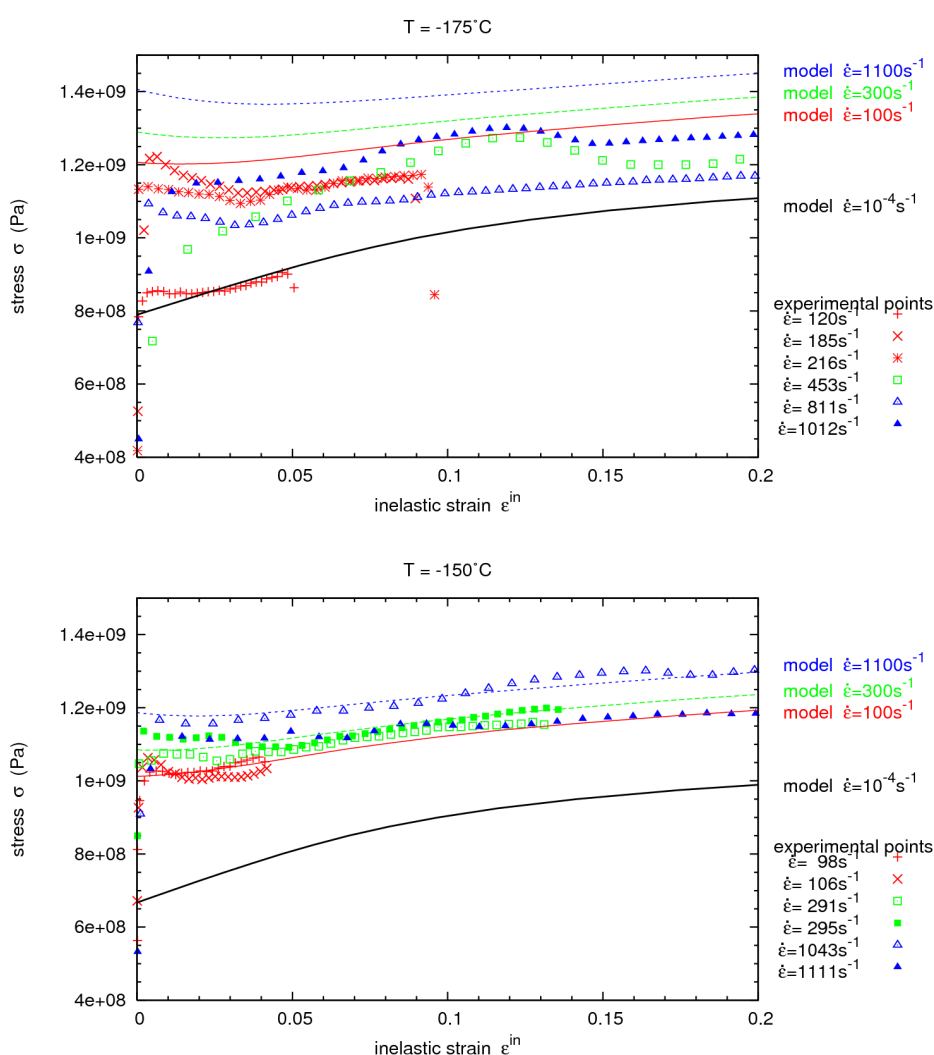 T = -175°C
1.4e+09
1.2e+09
1e+09
8e+08
6e+08
4e+08
stress σ (Pa)
0 0.05 0.1 0.15 0.2
inelastic strain ε^in
model ε̇=1100s^-1
model ε̇=300s^-1
model ε̇=100s^-1
model ε̇=10^-4s^-1
experimental points
ε̇= 120s^-1
ε̇= 185s^-1
ε̇= 216s^-1
ε̇= 453s^-1
ε̇= 811s^-1
ε̇=1012s^-1
T = -150°C
1.4e+09
1.2e+09
1e+09
8e+08
6e+08
4e+08
stress σ (Pa)
0 0.05 0.1 0.15 0.2
inelastic strain ε^in
model ε̇=1100s^-1
model ε̇=300s^-1
model ε̇=100s^-1
model ε̇=10^-4s^-1
experimental points
ε̇= 98s^-1
ε̇= 106s^-1
ε̇= 291s^-1
ε̇= 295s^-1
ε̇=1043s^-1
ε̇=1111s^-1